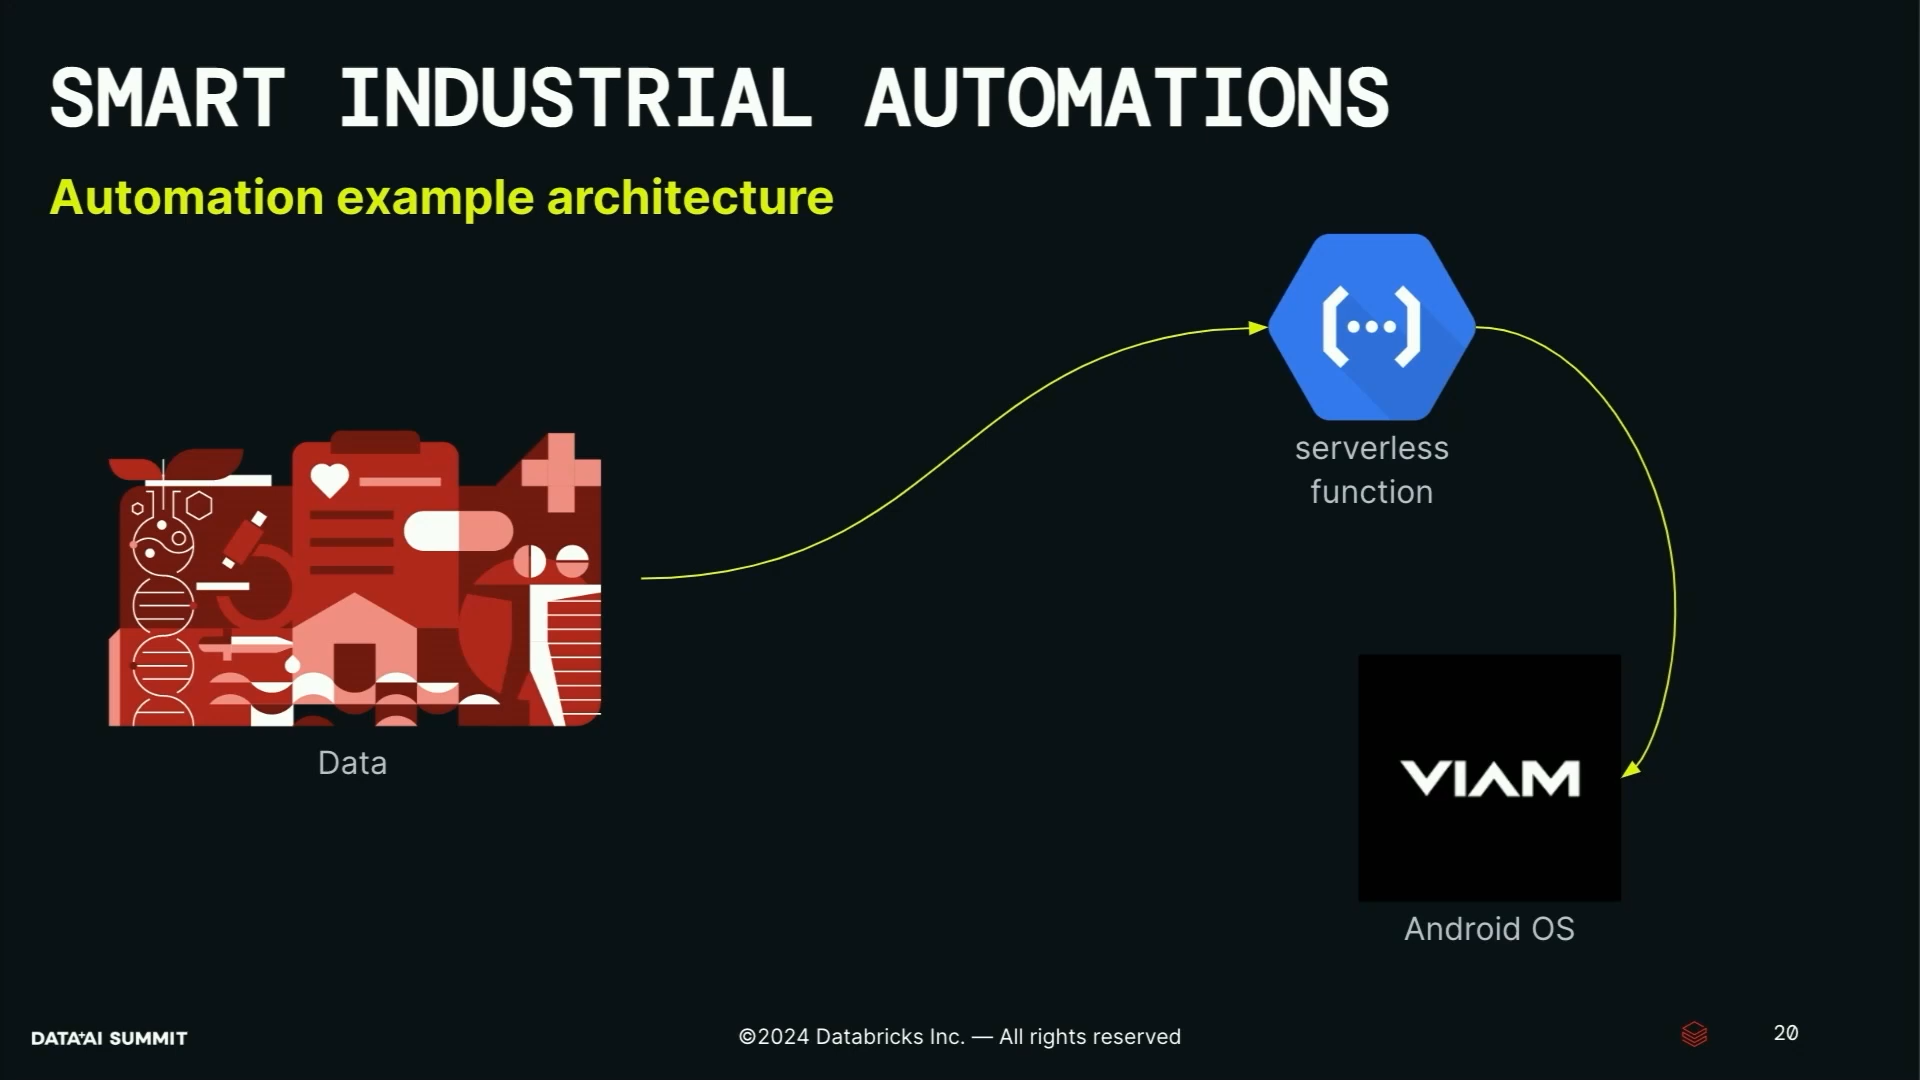 SMART INDUSTRIAL AUTOMATIONS
Automation example architecture
serverless
function
Data
VIAM
Android OS
DATA+AI SUMMIT
©2024 Databricks Inc. — All rights reserved
20